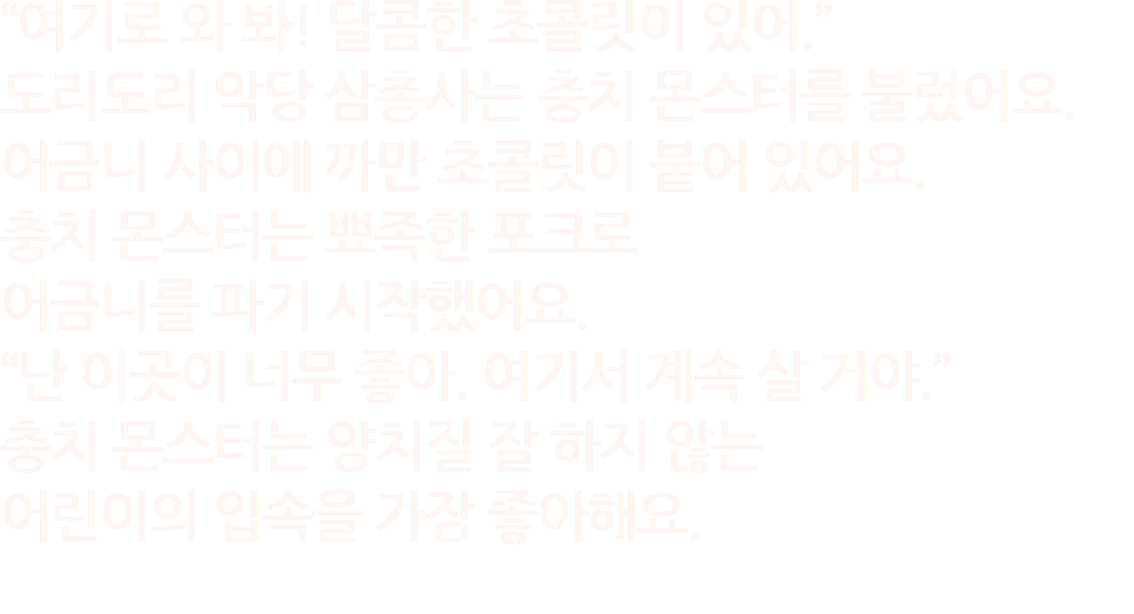 “여기로 와 봐! 달콤한 초콜릿이 있어.”
도리도리 악당 삼총사는 충치 몬스터를 불렀어요.
어금니 사이에 까만 초콜릿이 붙어 있어요.
충치 몬스터는 뾰족한 포크로
어금니를 파기 시작했어요.
“난 이곳이 너무 좋아. 여기서 계속 살 거야.”
충치 몬스터는 양치질 잘 하지 않는
어린이의 입속을 가장 좋아해요.